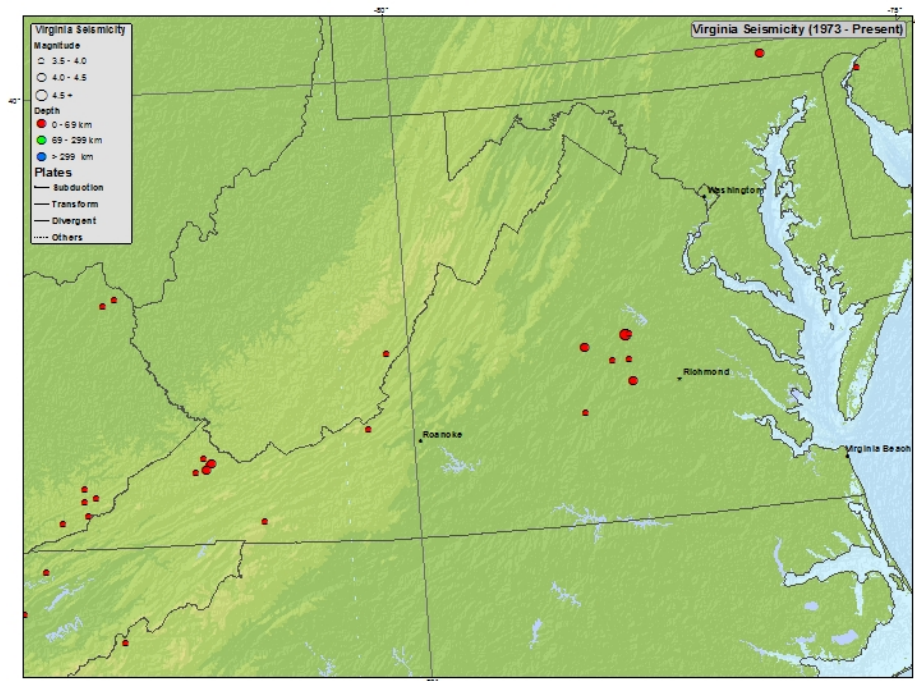 -80°
-75°
Virginia Seismicity
Virginia Seismicity (1973 - Present)
Magnitude
3.5 - 4.0
4.0 - 4.5
4.5 +
40°
Depth
0 - 69 km
69 - 299 km
> 299 km
Plates
Subduction
Transform
Divergent
Others
Washington
Richmond
Roanoke
Virginia Beach